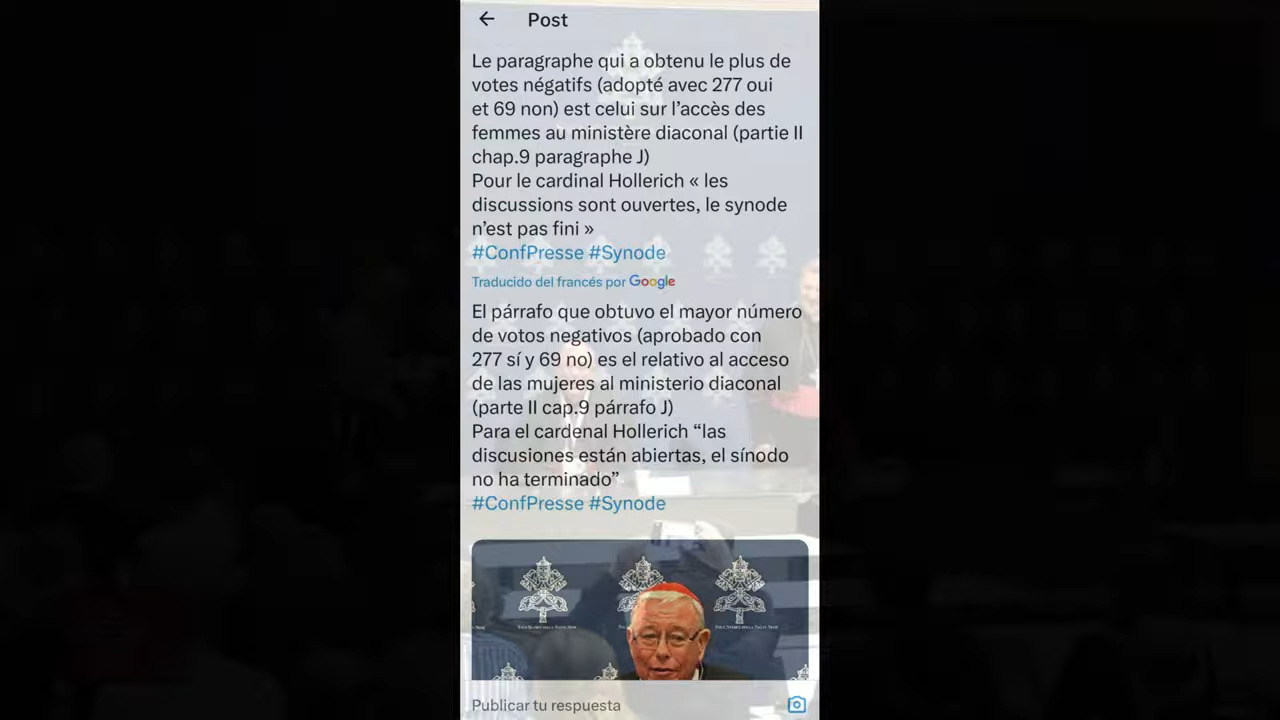 Post
Le paragraphe qui a obtenu le plus de
votes négatifs (adopté avec 277 oui
et 69 non) est celui sur l’accès des
femmes au ministère diaconal (partie II
chap.9 paragraphe J)
Pour le cardinal Hollerich « les
discussions sont ouvertes, le synode
n’est pas fini »
#ConfPresse #Synode
Traducido del francés por Google
El párrafo que obtuvo el mayor número
de votos negativos (aprobado con
277 sí y 69 no) es el relativo al acceso
de las mujeres al ministerio diaconal
(parte II cap.9 párrafo J)
Para el cardenal Hollerich “las
discusiones están abiertas, el sínodo
no ha terminado”
#ConfPresse #Synode
Publicar tu respuesta